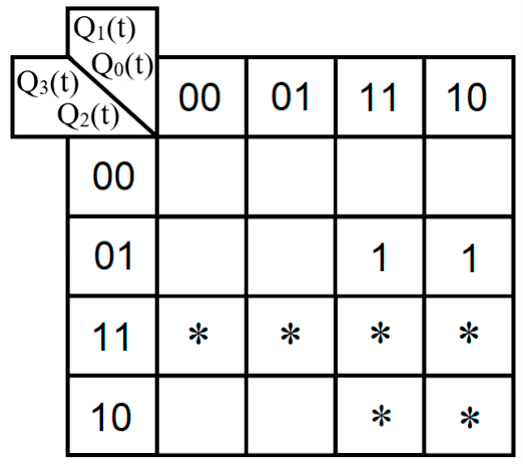 Q₁(t)
Q₀(t)
Q₃(t)
Q₂(t)
00 01 11 10
00
01 1 1
11 * * * *
10 * *